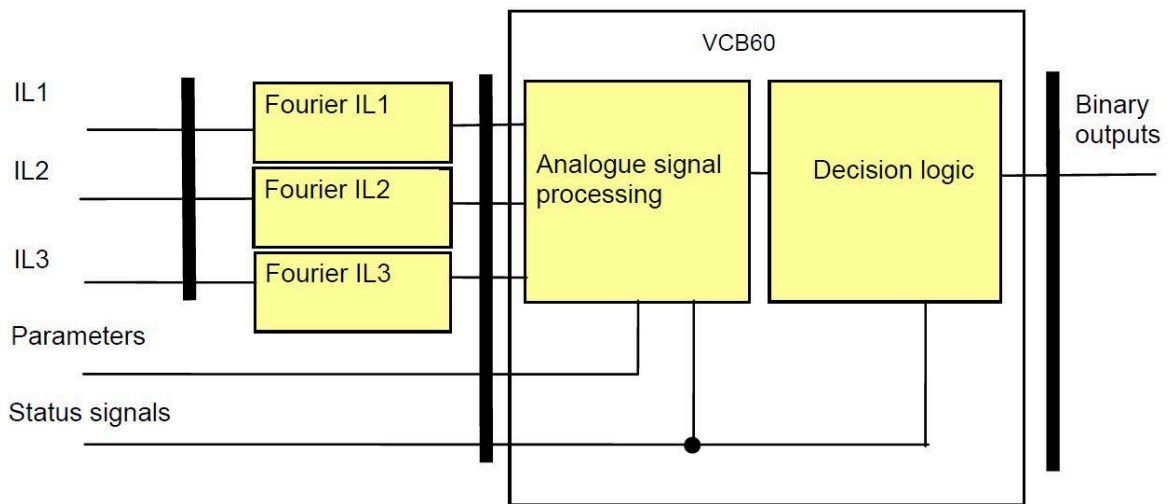 VCB60
IL1
Fourier IL1
IL2
Fourier IL2
IL3
Fourier IL3
Analogue signal
processing
Decision logic
Binary
outputs
Parameters
Status signals